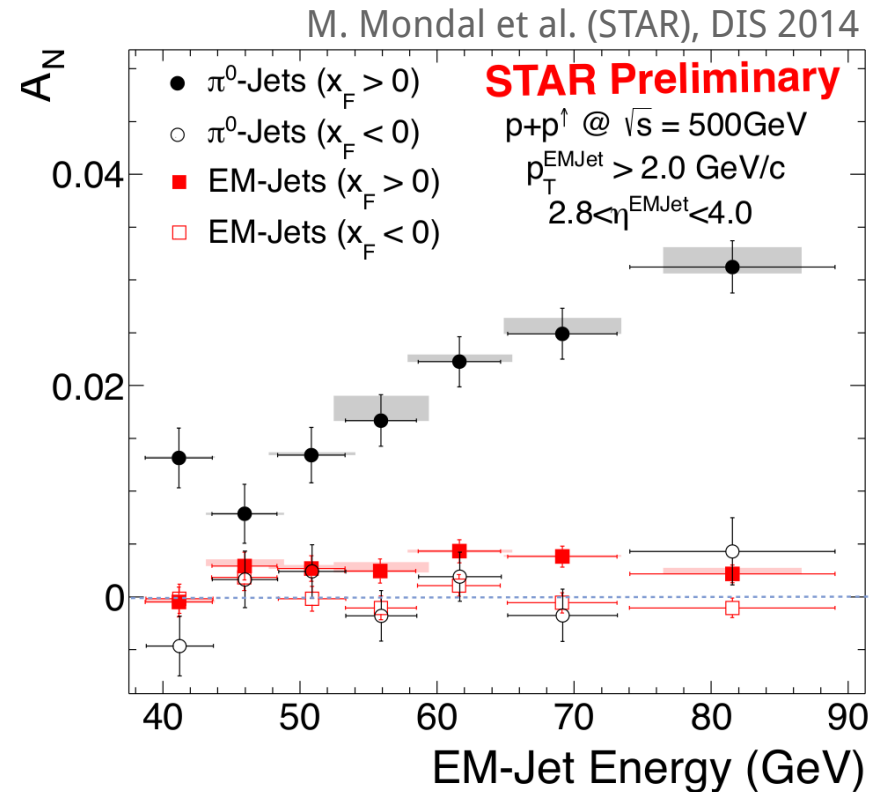 M. Mondal et al. (STAR), DIS 2014
A_N
π⁰-Jets (x_F > 0)
π⁰-Jets (x_F < 0)
EM-Jets (x_F > 0)
EM-Jets (x_F < 0)
STAR Preliminary
p+p↑ @ √s = 500GeV
p_T^EMJet > 2.0 GeV/c
2.8<η^EMJet<4.0
0.04
0.02
0
40 50 60 70 80 90
EM-Jet Energy (GeV)